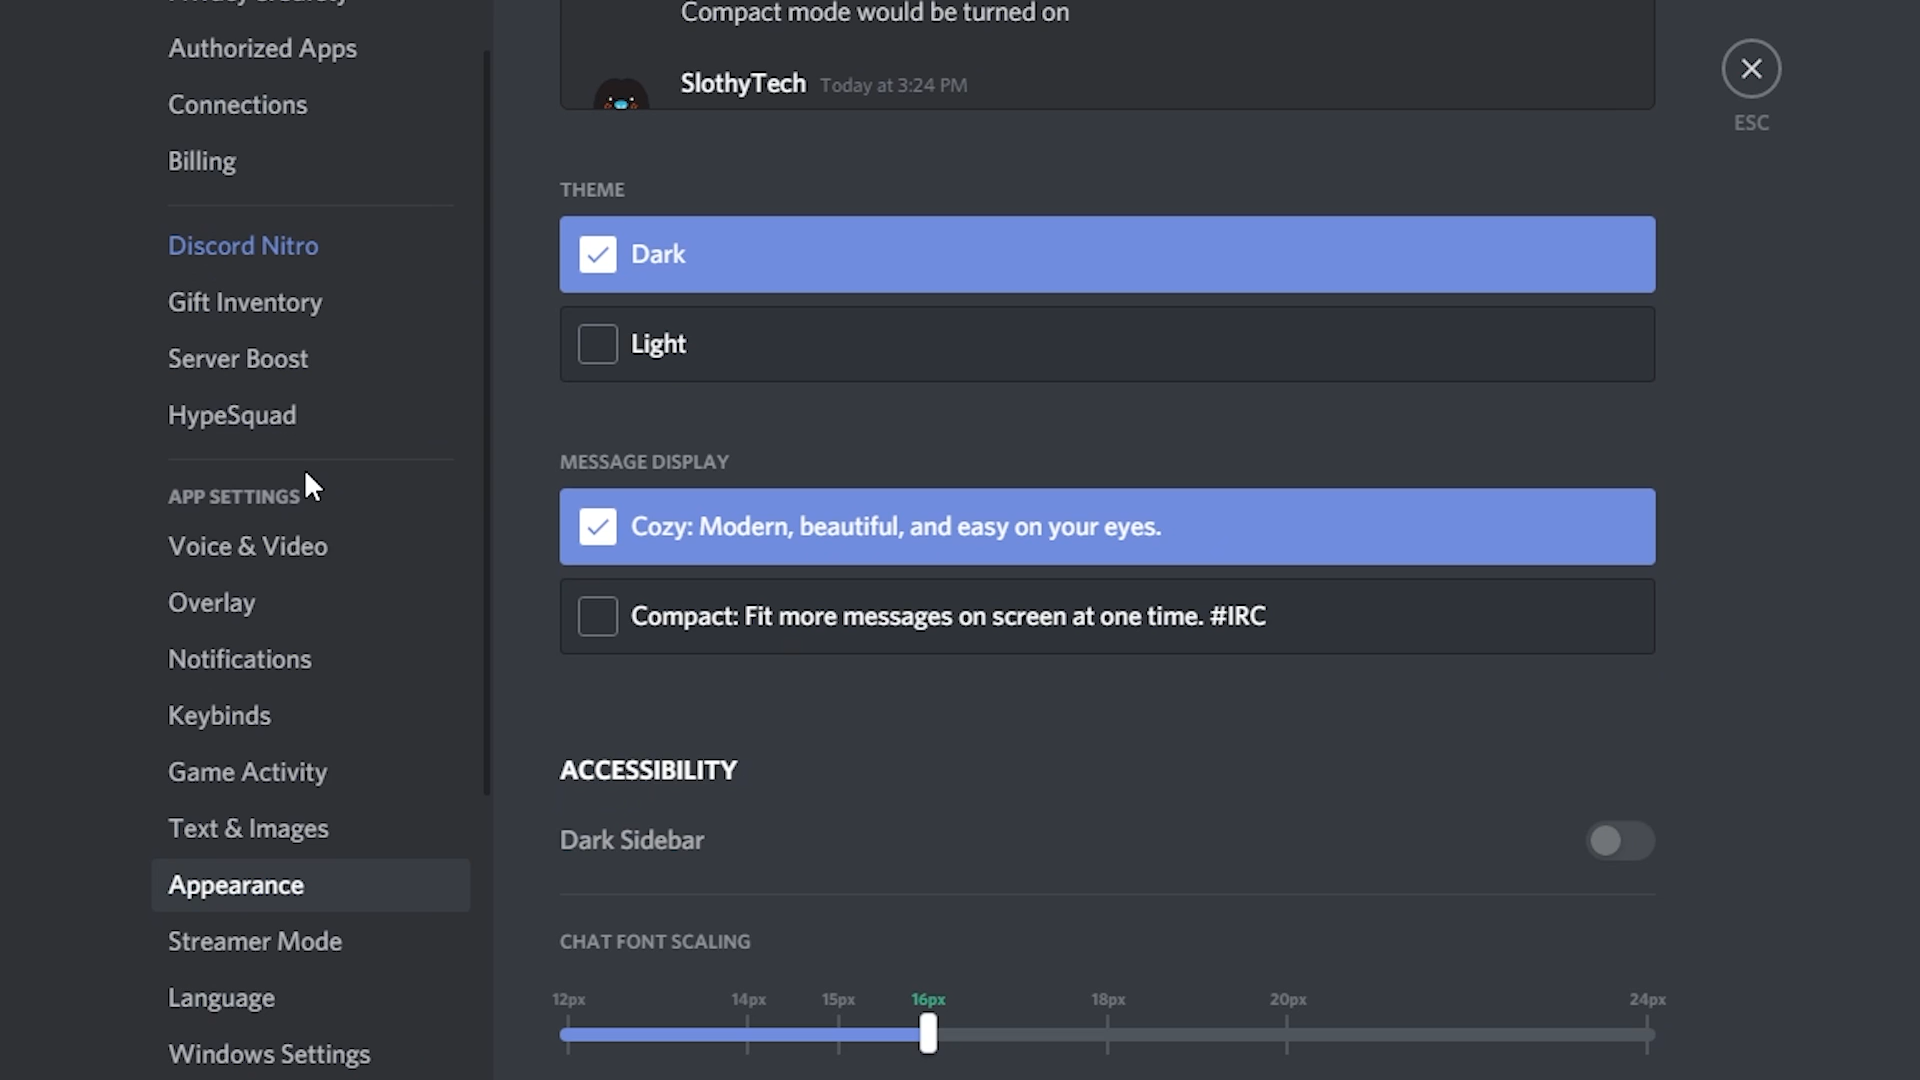 Authorized Apps
Connections
Billing
Discord Nitro
Gift Inventory
Server Boost
HypeSquad
APP SETTINGS
Voice & Video
Overlay
Notifications
Keybinds
Game Activity
Text & Images
Appearance
Streamer Mode
Language
Windows Settings
Compact mode would be turned on
SlothyTech Today at 3:24 PM
ESC
THEME
Dark
Light
MESSAGE DISPLAY
Cozy: Modern, beautiful, and easy on your eyes.
Compact: Fit more messages on screen at one time. #IRC
ACCESSIBILITY
Dark Sidebar
CHAT FONT SCALING
12px 14px 15px 16px 18px 20px 24px